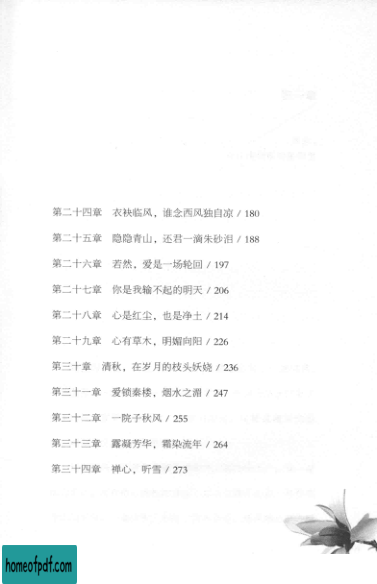 第二十四章 衣袂临风，谁念西风独自凉 / 180
第二十五章 隐隐青山，还君一滴朱砂泪 / 188
第二十六章 若然，爱是一场轮回 / 197
第二十七章 你是我输不起的明天 / 206
第二十八章 心是红尘，也是净土 / 214
第二十九章 心有草木，明媚向阳 / 226
第三十章 清秋，在岁月的枝头妖娆 / 236
第三十一章 爱锁秦楼，烟水之湄 / 247
第三十二章 一院子秋风 / 255
第三十三章 露凝芳华，霜染流年 / 264
第三十四章 禅心，听雪 / 273
homeofpdf.com